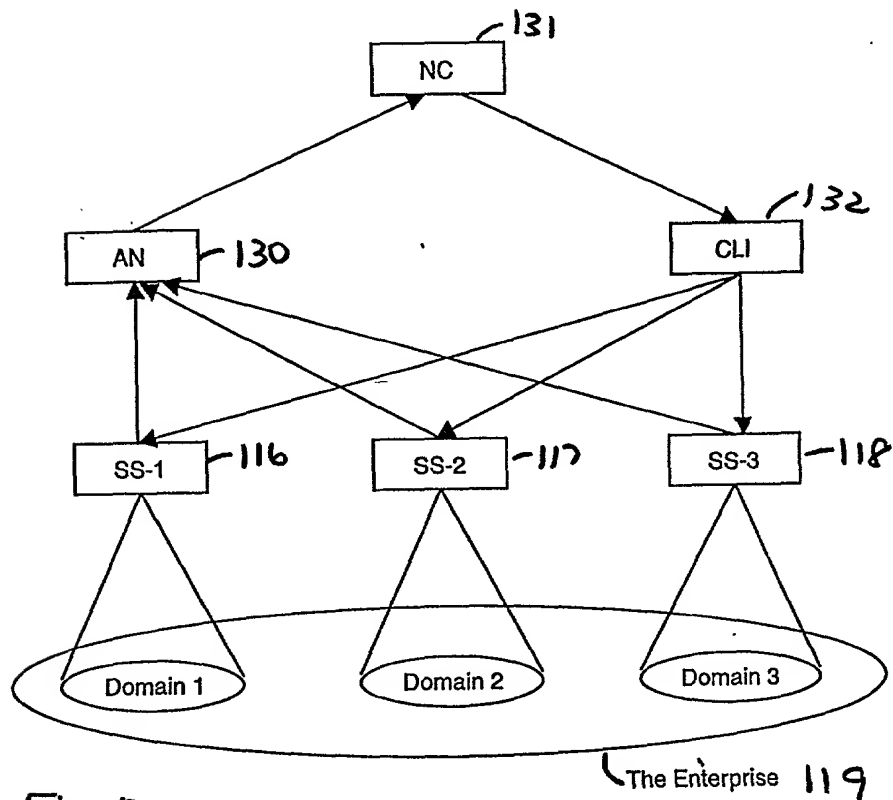 131
NC
132
AN
130
CLI
SS-1
116
SS-2
117
SS-3
118
Domain 1
Domain 2
Domain 3
The Enterprise 119